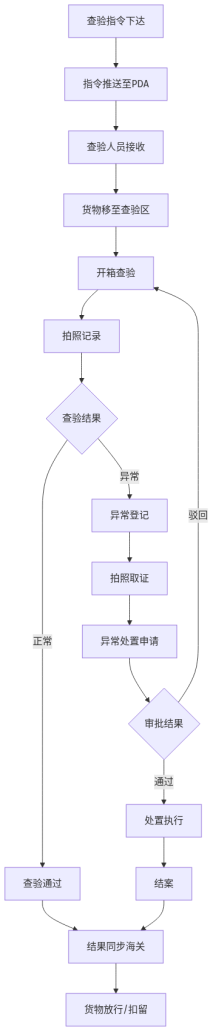 查验指令下达
指令推送至PDA
查验人员接收
货物移至查验区
开箱查验
拍照记录
查验结果
异常
驳回
异常登记
拍照取证
异常处置申请
正常
审批结果
通过
处置执行
查验通过
结案
结果同步海关
货物放行/扣留